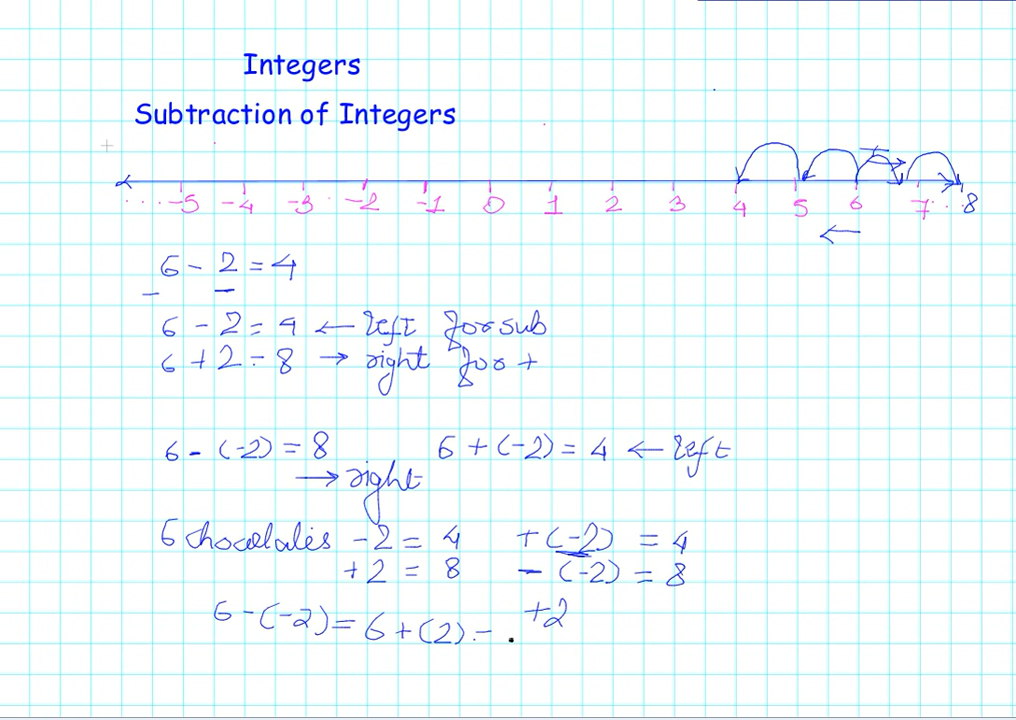 Integers
Subtraction of Integers
... -5 -4 -3 -2 -1 0 1 2 3 4 5 6 7 ... 8
←
6 - 2 = 4
6 - 2 = 4 ← left for sub
6 + 2 = 8 → right for +
6 - (-2) = 8 6 + (-2) = 4 ← left
→ right
6 chocolates - 2 = 4 + (-2) = 4
+ 2 = 8 - (-2) = 8
6 - (-2) = 6 + (2) = . +2